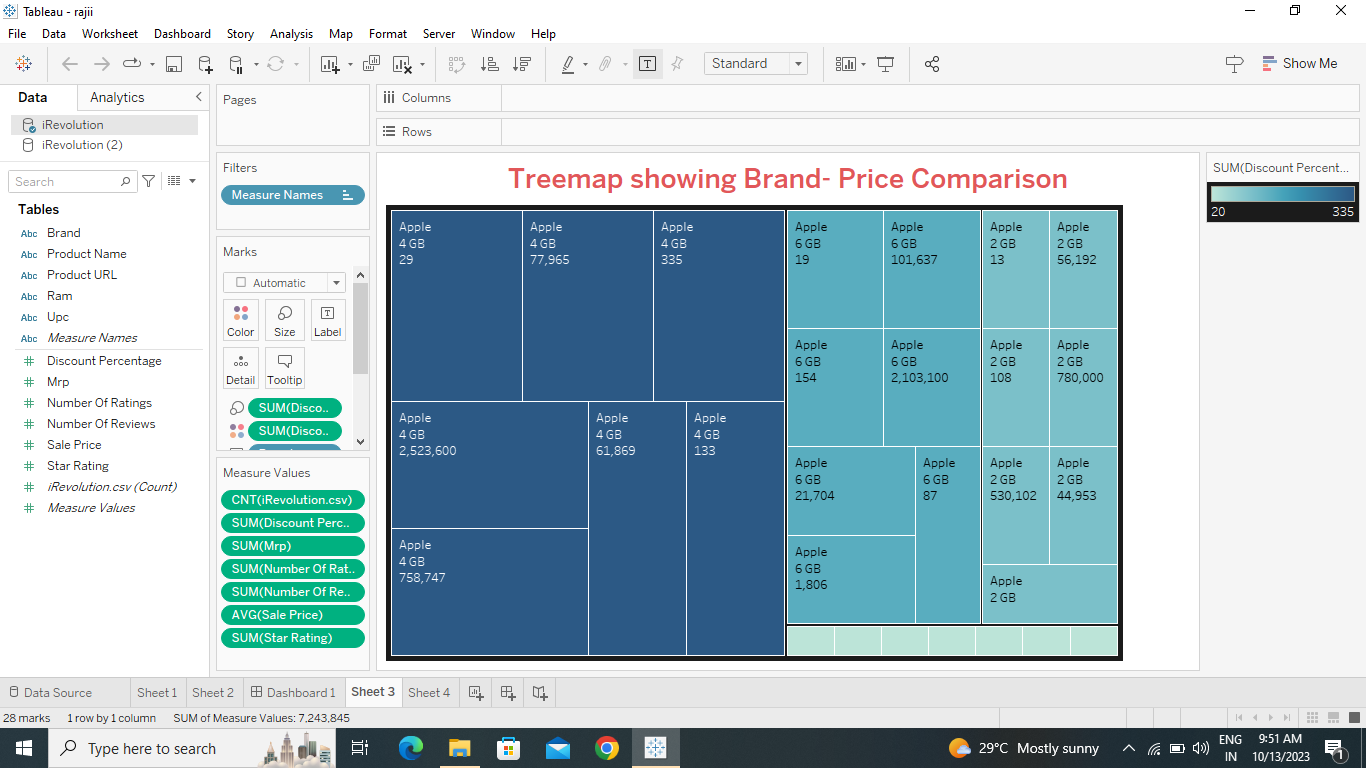 Tableau - rajii
File Data Worksheet Dashboard Story Analysis Map Format Server Window Help
Standard
Show Me
Data Analytics
iRevolution
iRevolution (2)
Search
Tables
Abc Brand
Abc Product Name
Abc Product URL
Abc Ram
Abc Upc
Abc Measure Names
Discount Percentage
Mrp
Number Of Ratings
Number Of Reviews
Sale Price
Star Rating
iRevolution.csv (Count)
Measure Values
Pages
Filters
Measure Names
Marks
Automatic
Color Size Label
Detail Tooltip
SUM(Disco..
SUM(Disco..
Measure Values
CNT(iRevolution.csv)
SUM(Discount Perc..
SUM(Mrp)
SUM(Number Of Rat..
SUM(Number Of Re..
AVG(Sale Price)
SUM(Star Rating)
Columns
Rows
Treemap showing Brand- Price Comparison
Apple
4 GB
29
Apple
4 GB
77,965
Apple
4 GB
335
Apple
4 GB
2,523,600
Apple
4 GB
61,869
Apple
4 GB
133
Apple
4 GB
758,747
Apple
6 GB
19
Apple
6 GB
101,637
Apple
6 GB
154
Apple
6 GB
2,103,100
Apple
6 GB
21,704
Apple
6 GB
87
Apple
6 GB
1,806
Apple
2 GB
13
Apple
2 GB
56,192
Apple
2 GB
108
Apple
2 GB
780,000
Apple
2 GB
530,102
Apple
2 GB
44,953
Apple
2 GB
SUM(Discount Percent...
20 335
Data Source Sheet 1 Sheet 2 Dashboard 1 Sheet 3 Sheet 4
28 marks 1 row by 1 column SUM of Measure Values: 7,243,845
Type here to search
29°C Mostly sunny
ENG
IN
9:51 AM
10/13/2023
1